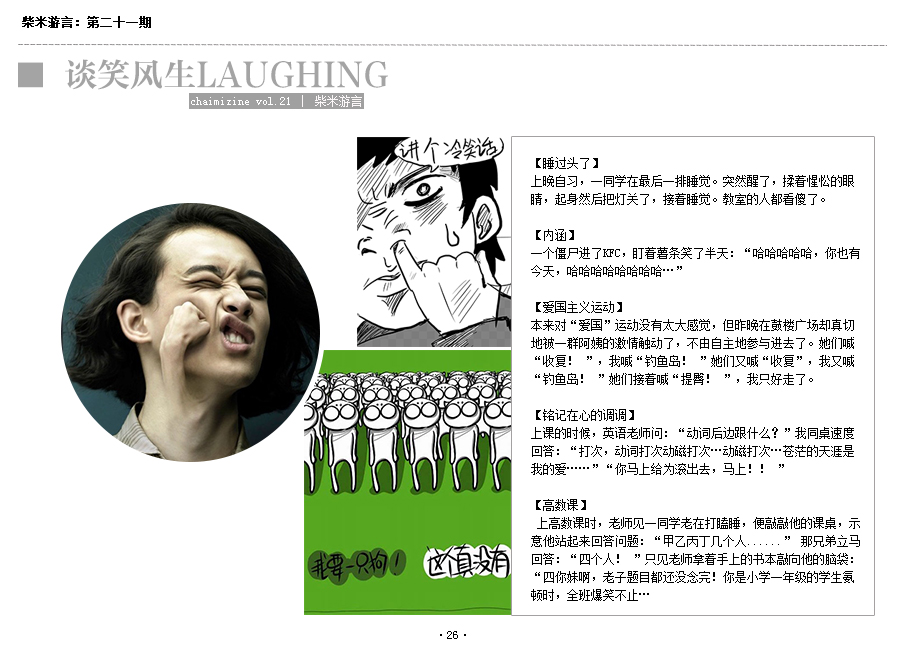 柴米游言：第二十一期
谈笑风生LAUGHING
chaimizine vol.21 | 柴米游言
讲个冷笑话
我要一只狗！
这个真没有
【睡过头了】
上晚自习，一同学在最后一排睡觉。突然醒了，揉着惺忪的眼
睛，起身然后把灯关了，接着睡觉。教室的人都看傻了。
【内涵】
一个僵尸进了KFC，盯着薯条笑了半天：“哈哈哈哈哈，你也有
今天，哈哈哈哈哈哈哈哈…”
【爱国主义运动】
本来对“爱国”运动没有太大感觉，但昨晚在鼓楼广场却真切
地被一群阿姨的激情触动了，不由自主地参与进去了。她们喊
“收复！ ”，我喊“钓鱼岛！ ”她们又喊“收复”，我又喊
“钓鱼岛！ ”她们接着喊“提臀！ ”，我只好走了。
【铭记在心的调调】
上课的时候，英语老师问：“动词后边跟什么？”我同桌速度
回答：“打次，动词打次动磁打次…动磁打次…苍茫的天涯是
我的爱……”“你马上给为滚出去，马上！！ ”
【高数课】
上高数课时，老师见一同学老在打瞌睡，便敲敲他的课桌，示
意他站起来回答问题：“甲乙丙丁几个人......” 那兄弟立马
回答：“四个人！ ”只见老师拿着手上的书本敲向他的脑袋：
“四你妹啊，老子题目都还没念完！你是小学一年级的学生氨
顿时，全班爆笑不止…
·26·